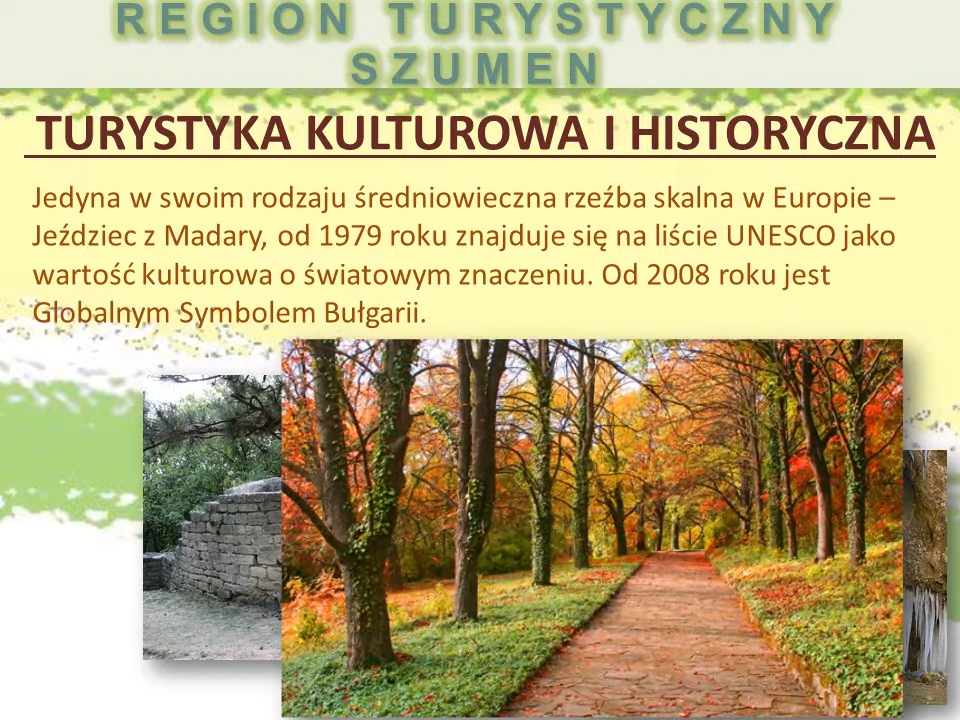 REGION TURYSTYCZNY
SZUMEN
TURYSTYKA KULTUROWA I HISTORYCZNA
Jedyna w swoim rodzaju średniowieczna rzeźba skalna w Europie –
Jeździec z Madary, od 1979 roku znajduje się na liście UNESCO jako
wartość kulturowa o światowym znaczeniu. Od 2008 roku jest
Globalnym Symbolem Bułgarii.